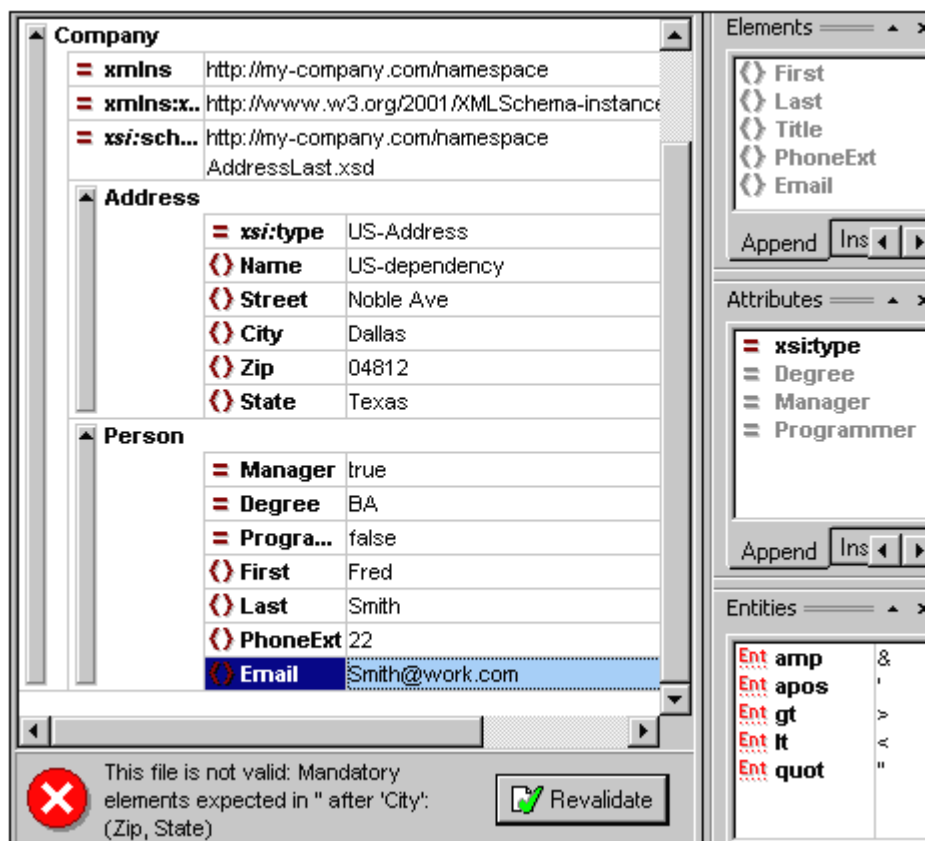 Company
= xmlns http://my-company.com/namespace
= xmlns:x.. http://www.w3.org/2001/XMLSchema-instance
= xsi:sch... http://my-company.com/namespace
AddressLast.xsd
Address
= xsi:type US-Address
() Name US-dependency
() Street Noble Ave
() City Dallas
() Zip 04812
() State Texas
Person
= Manager true
= Degree BA
= Progra... false
() First Fred
() Last Smith
() PhoneExt 22
() Email Smith@work.com
This file is not valid: Mandatory
elements expected in '' after 'City':
(Zip, State)
Revalidate
Elements
() First
() Last
() Title
() PhoneExt
() Email
Append Ins
Attributes
= xsi:type
= Degree
= Manager
= Programmer
Append Ins
Entities
Ent amp &
Ent apos '
Ent gt >
Ent lt <
Ent quot "